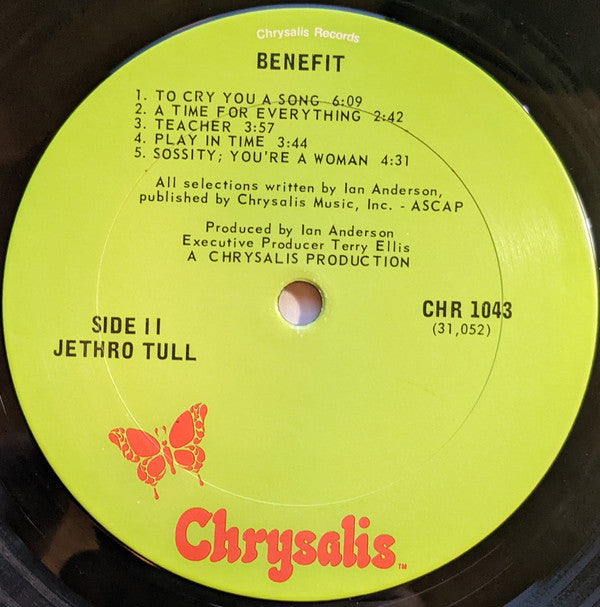 Chrysalis Records
BENEFIT
1. TO CRY YOU A SONG 6:09
2. A TIME FOR EVERYTHING 2:42
3. TEACHER 3:57
4. PLAY IN TIME 3:44
5. SOSSITY; YOU'RE A WOMAN 4:31
All selections written by Ian Anderson,
published by Chrysalis Music, Inc. - ASCAP
Produced by Ian Anderson
Executive Producer Terry Ellis
A CHRYSALIS PRODUCTION
SIDE II
JETHRO TULL
CHR 1043
(31,052)
Chrysalis™